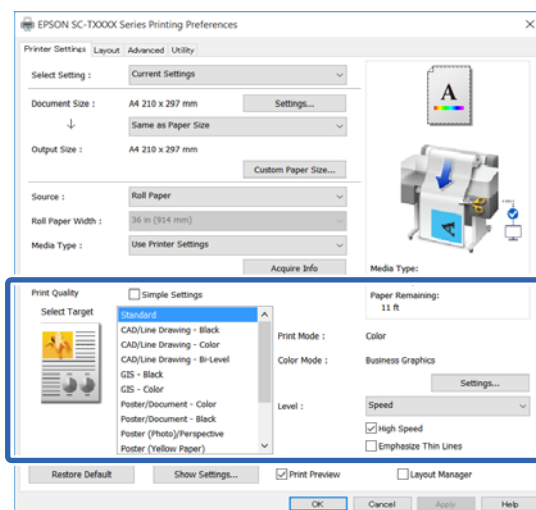 EPSON SC-TXXXX Series Printing Preferences
Printer Settings Layout Advanced Utility
Select Setting : Current Settings
Document Size : A4 210 x 297 mm Settings...
Same as Paper Size
Output Size : A4 210 x 297 mm
Custom Paper Size...
Source : Roll Paper
Roll Paper Width : 36 in (914 mm)
Media Type : Use Printer Settings
Acquire Info
A
Media Type:
Paper Remaining:
11 ft
Print Quality Simple Settings
Select Target
Standard
CAD/Line Drawing - Black
CAD/Line Drawing - Color
CAD/Line Drawing - Bi-Level
GIS - Black
GIS - Color
Poster/Document - Color
Poster/Document - Black
Poster (Photo)/Perspective
Poster (Yellow Paper)
Print Mode : Color
Color Mode : Business Graphics
Settings...
Level : Speed
High Speed
Emphasize Thin Lines
Restore Default Show Settings... Print Preview Layout Manager
OK Cancel Apply Help